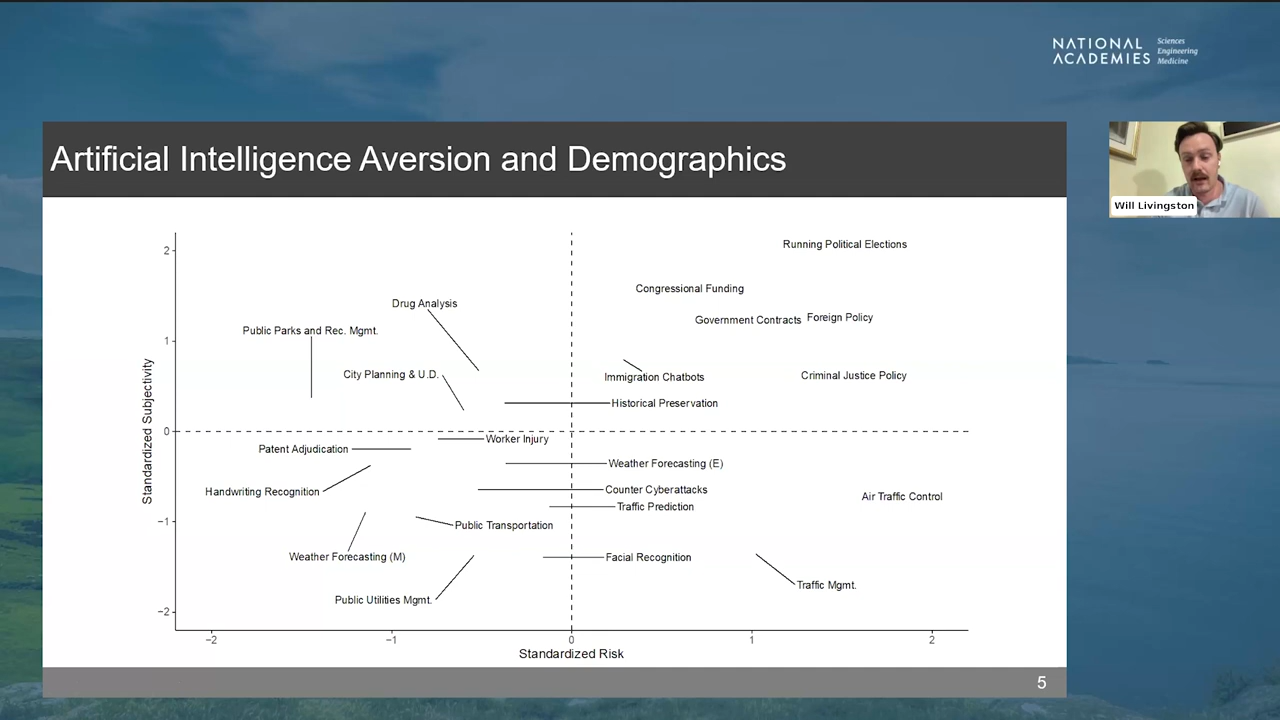 NATIONAL
ACADEMIES
Sciences
Engineering
Medicine
Artificial Intelligence Aversion and Demographics
Will Livingston
Standardized Subjectivity
2
1
0
−1
−2
Running Political Elections
Congressional Funding
Drug Analysis
Government Contracts
Foreign Policy
Public Parks and Rec. Mgmt.
City Planning & U.D.
Immigration Chatbots
Criminal Justice Policy
Historical Preservation
Worker Injury
Patent Adjudication
Weather Forecasting (E)
Handwriting Recognition
Counter Cyberattacks
Air Traffic Control
Traffic Prediction
Public Transportation
Weather Forecasting (M)
Facial Recognition
Traffic Mgmt.
Public Utilities Mgmt.
−2
−1
0
1
2
Standardized Risk
5